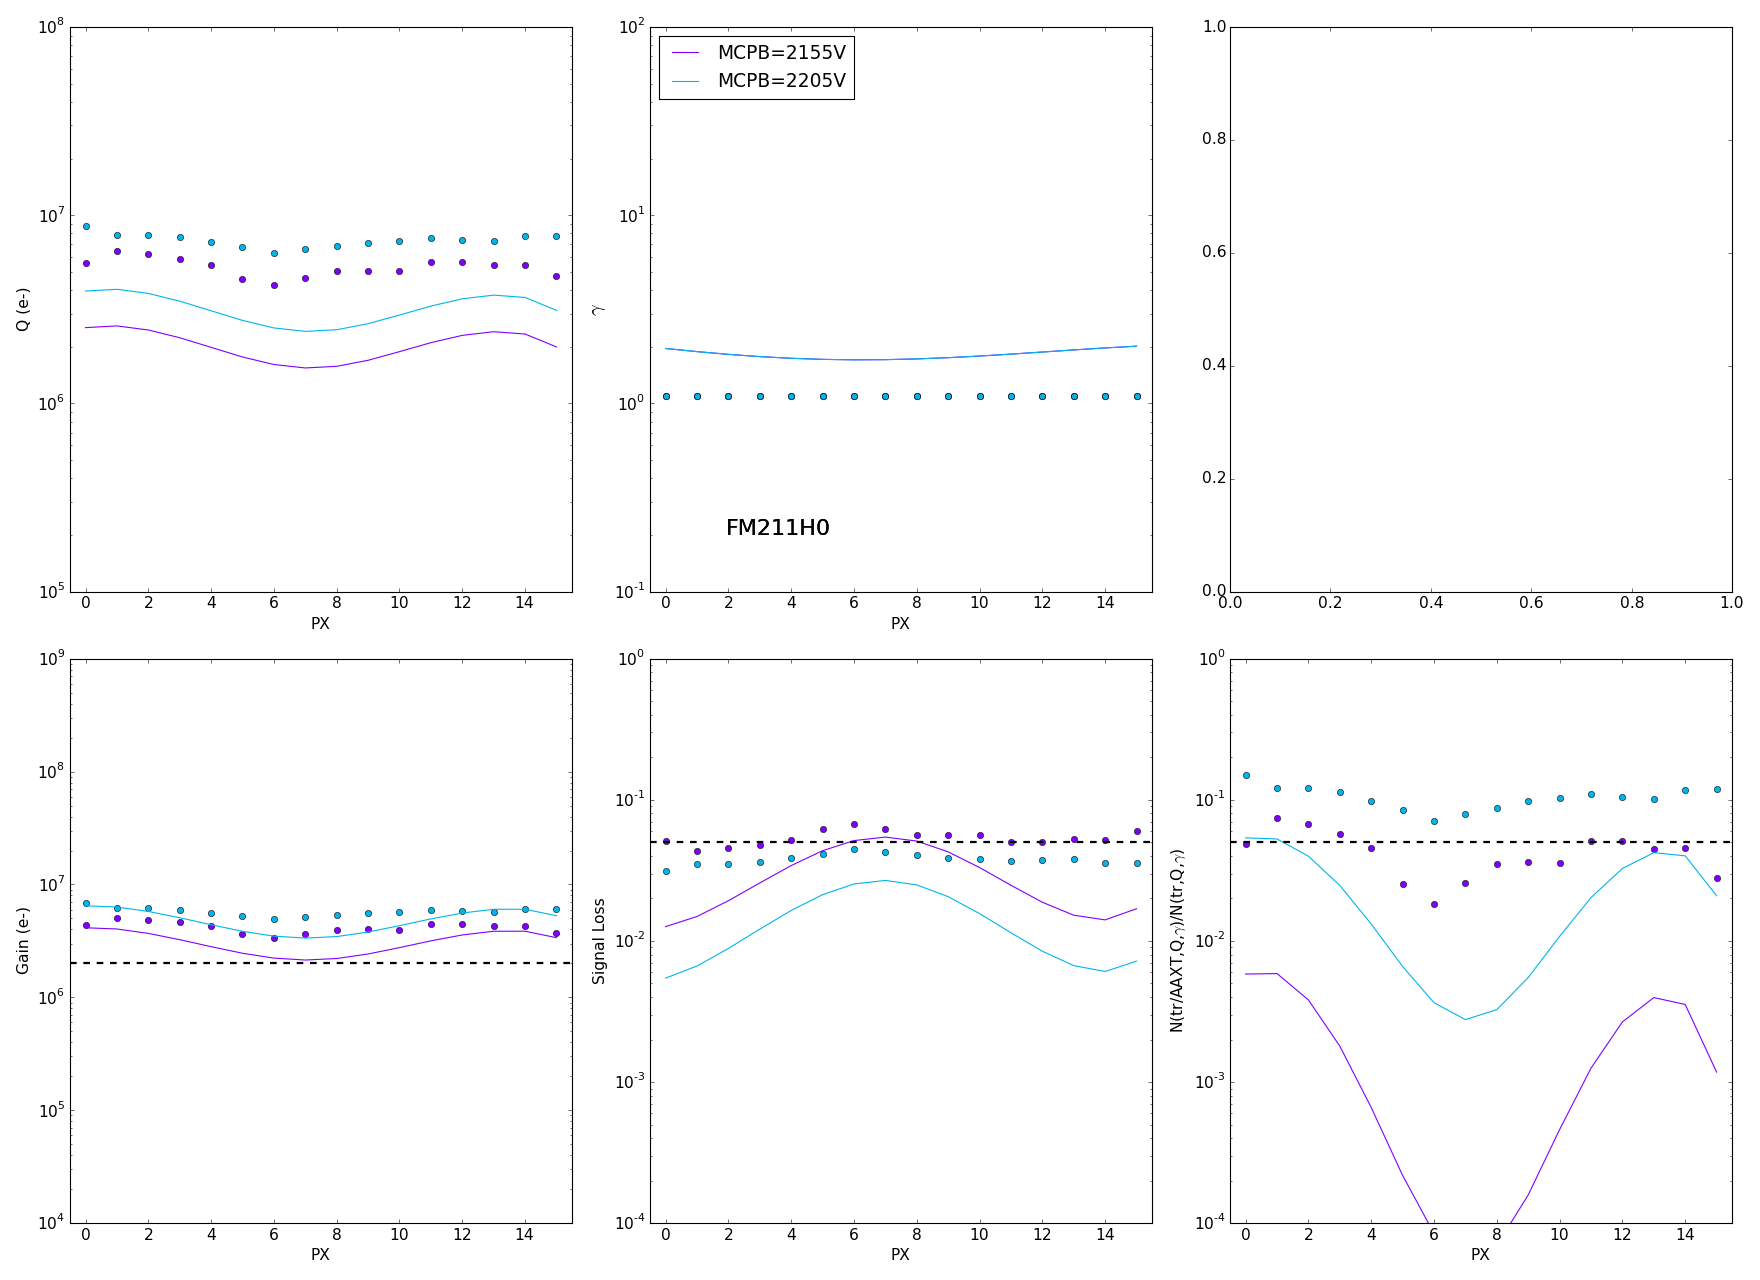 10^8
10^7
10^6
10^5
Q (e-)
0 2 4 6 8 10 12 14
PX
10^2
10^1
10^0
10^-1
γ
MCPB=2155V
MCPB=2205V
FM211H0
0 2 4 6 8 10 12 14
PX
1.0
0.8
0.6
0.4
0.2
0.0
0.0 0.2 0.4 0.6 0.8 1.0
10^9
10^8
10^7
10^6
10^5
10^4
Gain (e-)
0 2 4 6 8 10 12 14
PX
10^0
10^-1
10^-2
10^-3
10^-4
Signal Loss
0 2 4 6 8 10 12 14
PX
10^0
10^-1
10^-2
10^-3
10^-4
N(tr/AAXT,Q,γ)/N(tr,Q,γ)
0 2 4 6 8 10 12 14
PX